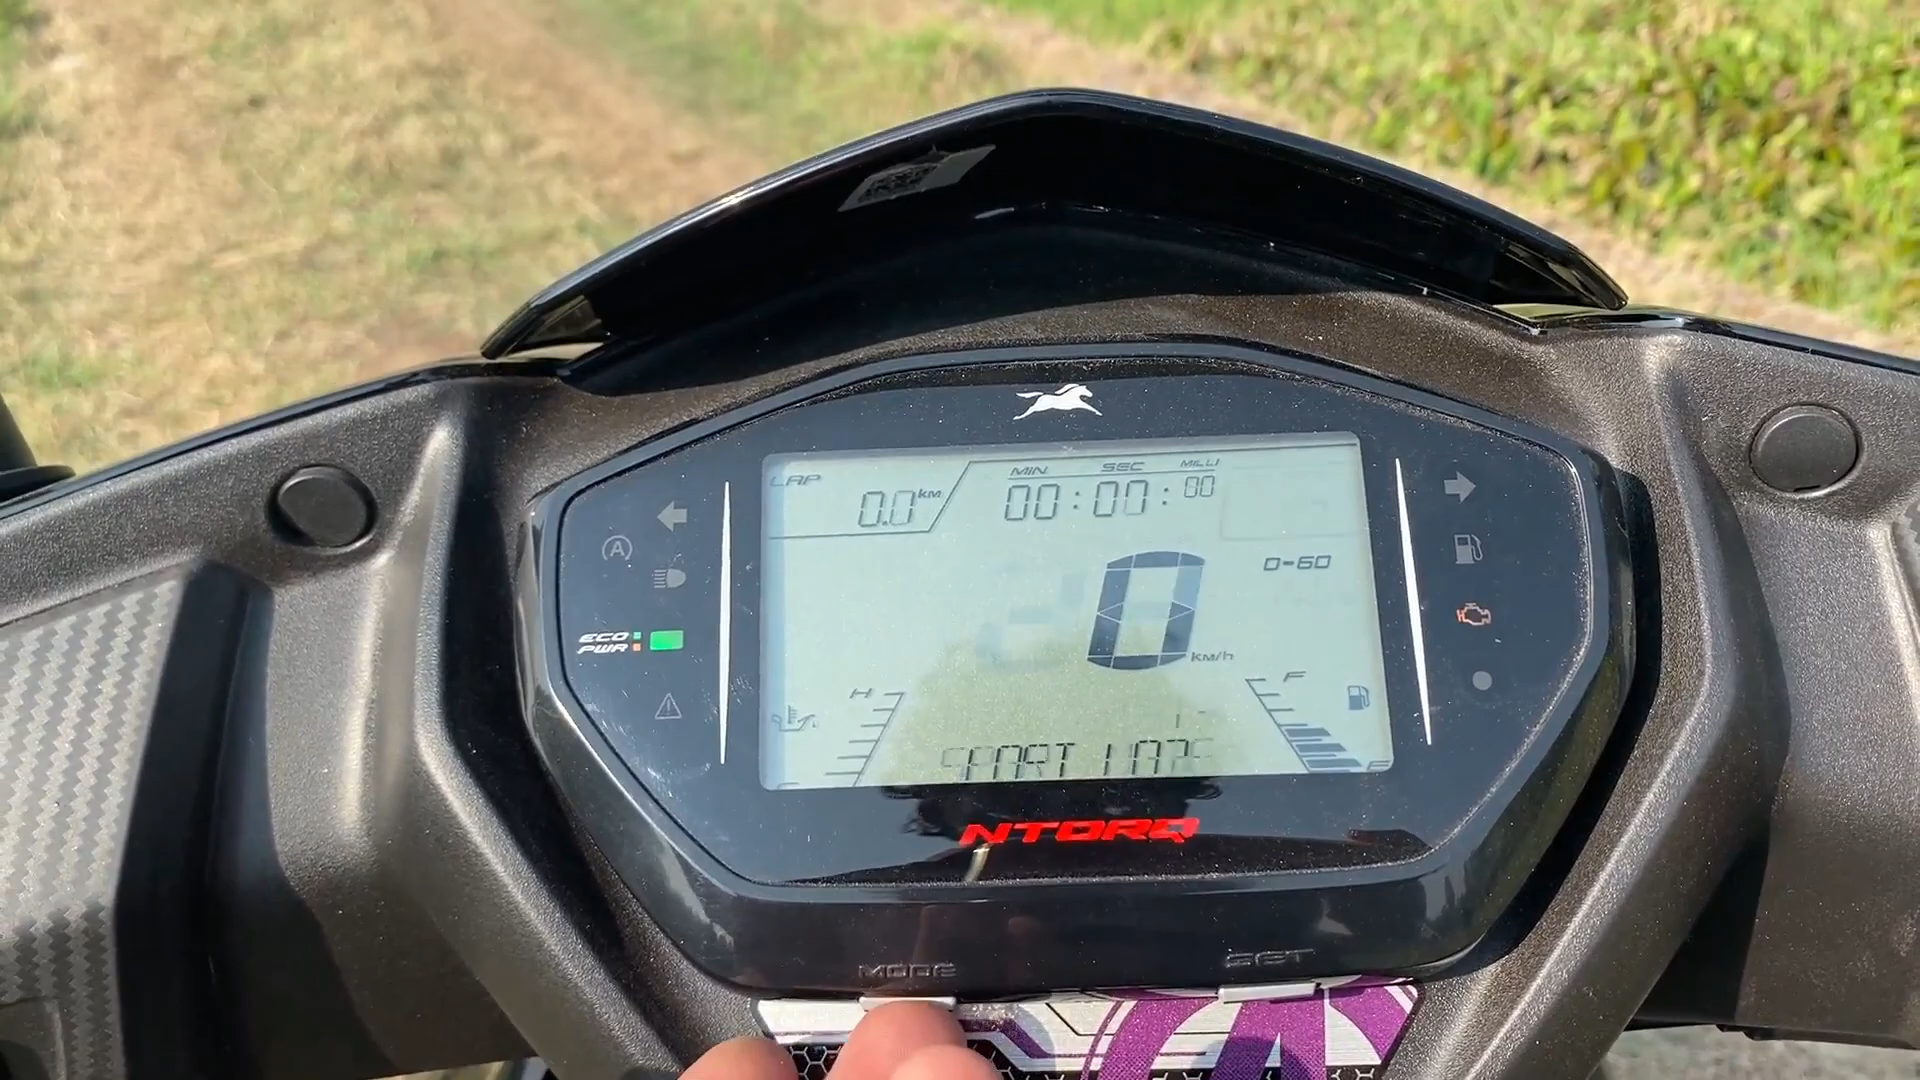 LAP
MIN SEC MILLI
0.0 KM
00:00:00
0-60
0 KM/h
ECO
PWR
A
H
F
E
NTORQ
MODE
SET